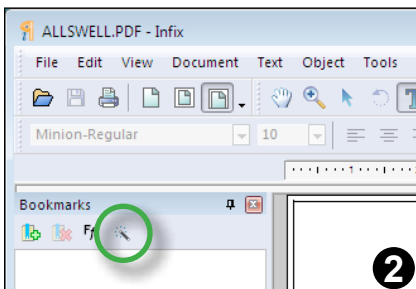 ALLSWELL.PDF - Infix
File Edit View Document Text Object Tools
Minion-Regular 10
Bookmarks
2